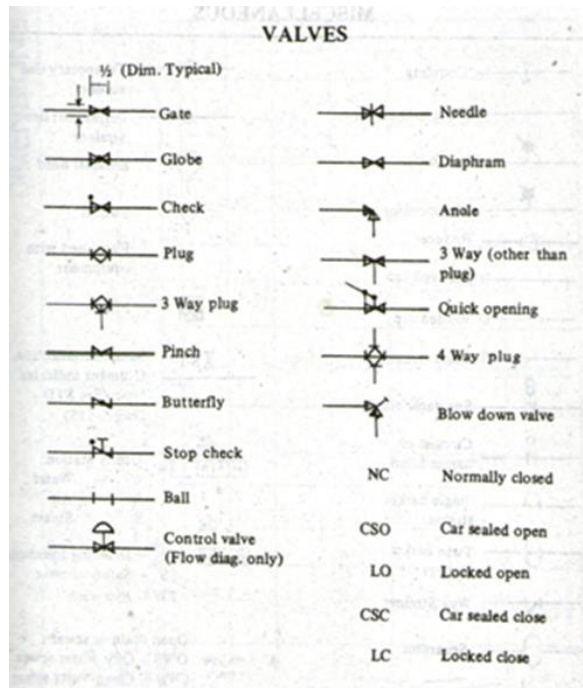 VALVES
½ (Dim. Typical)
Gate
Globe
Check
Plug
3 Way plug
Pinch
Butterfly
Stop check
Ball
Control valve
(Flow diag. only)
Needle
Diaphram
Anole
3 Way (other than
plug)
Quick opening
4 Way plug
Blow down valve
NC Normally closed
CSO Car sealed open
LO Locked open
CSC Car sealed close
LC Locked close